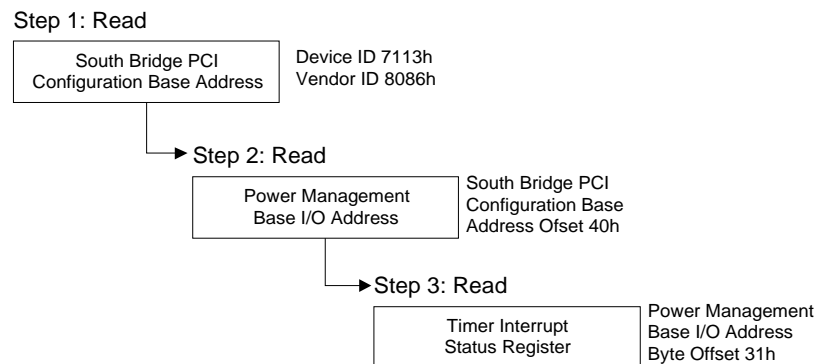 Step 1: Read
South Bridge PCI
Configuration Base Address
Device ID 7113h
Vendor ID 8086h
Step 2: Read
Power Management
Base I/O Address
South Bridge PCI
Configuration Base
Address Ofset 40h
Step 3: Read
Timer Interrupt
Status Register
Power Management
Base I/O Address
Byte Offset 31h